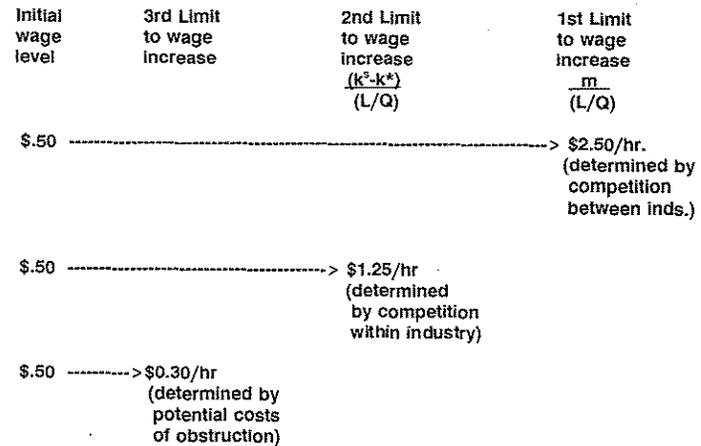 Initial 3rd Limit 2nd Limit 1st Limit
wage to wage to wage to wage
level increase increase increase
(kˢ-k*) m
(L/Q) (L/Q)
$.50 ----------> $2.50/hr.
(determined by
competition
between inds.)
$.50 ----------> $1.25/hr
(determined
by competition
within industry)
$.50 ----------> $0.30/hr
(determined by
potential costs
of obstruction)